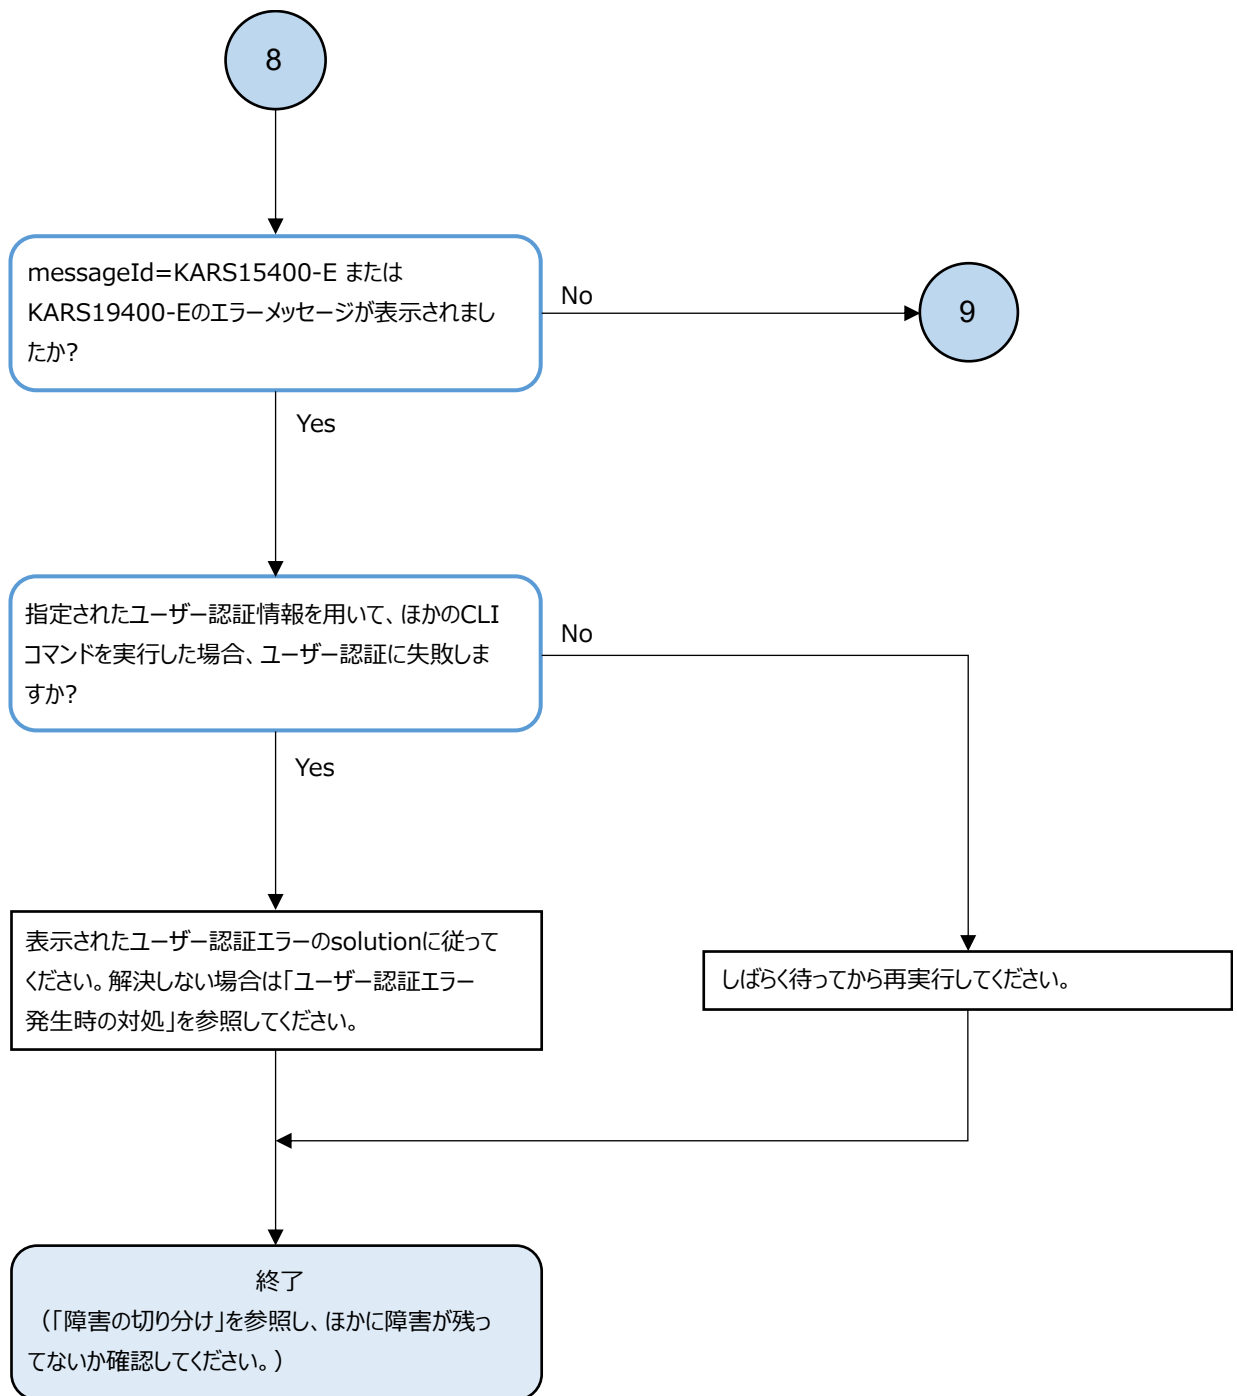 8
messageId=KARS15400-E または
KARS19400-Eのエラーメッセージが表示されまし
たか?
No
9
Yes
指定されたユーザー認証情報を用いて、ほかのCLI
コマンドを実行した場合、ユーザー認証に失敗しま
すか?
No
Yes
表示されたユーザー認証エラーのsolutionに従って
ください。解決しない場合は「ユーザー認証エラー
発生時の対処」を参照してください。
しばらく待ってから再実行してください。
終了
(「障害の切り分け」を参照し、ほかに障害が残っ
てないか確認してください。)